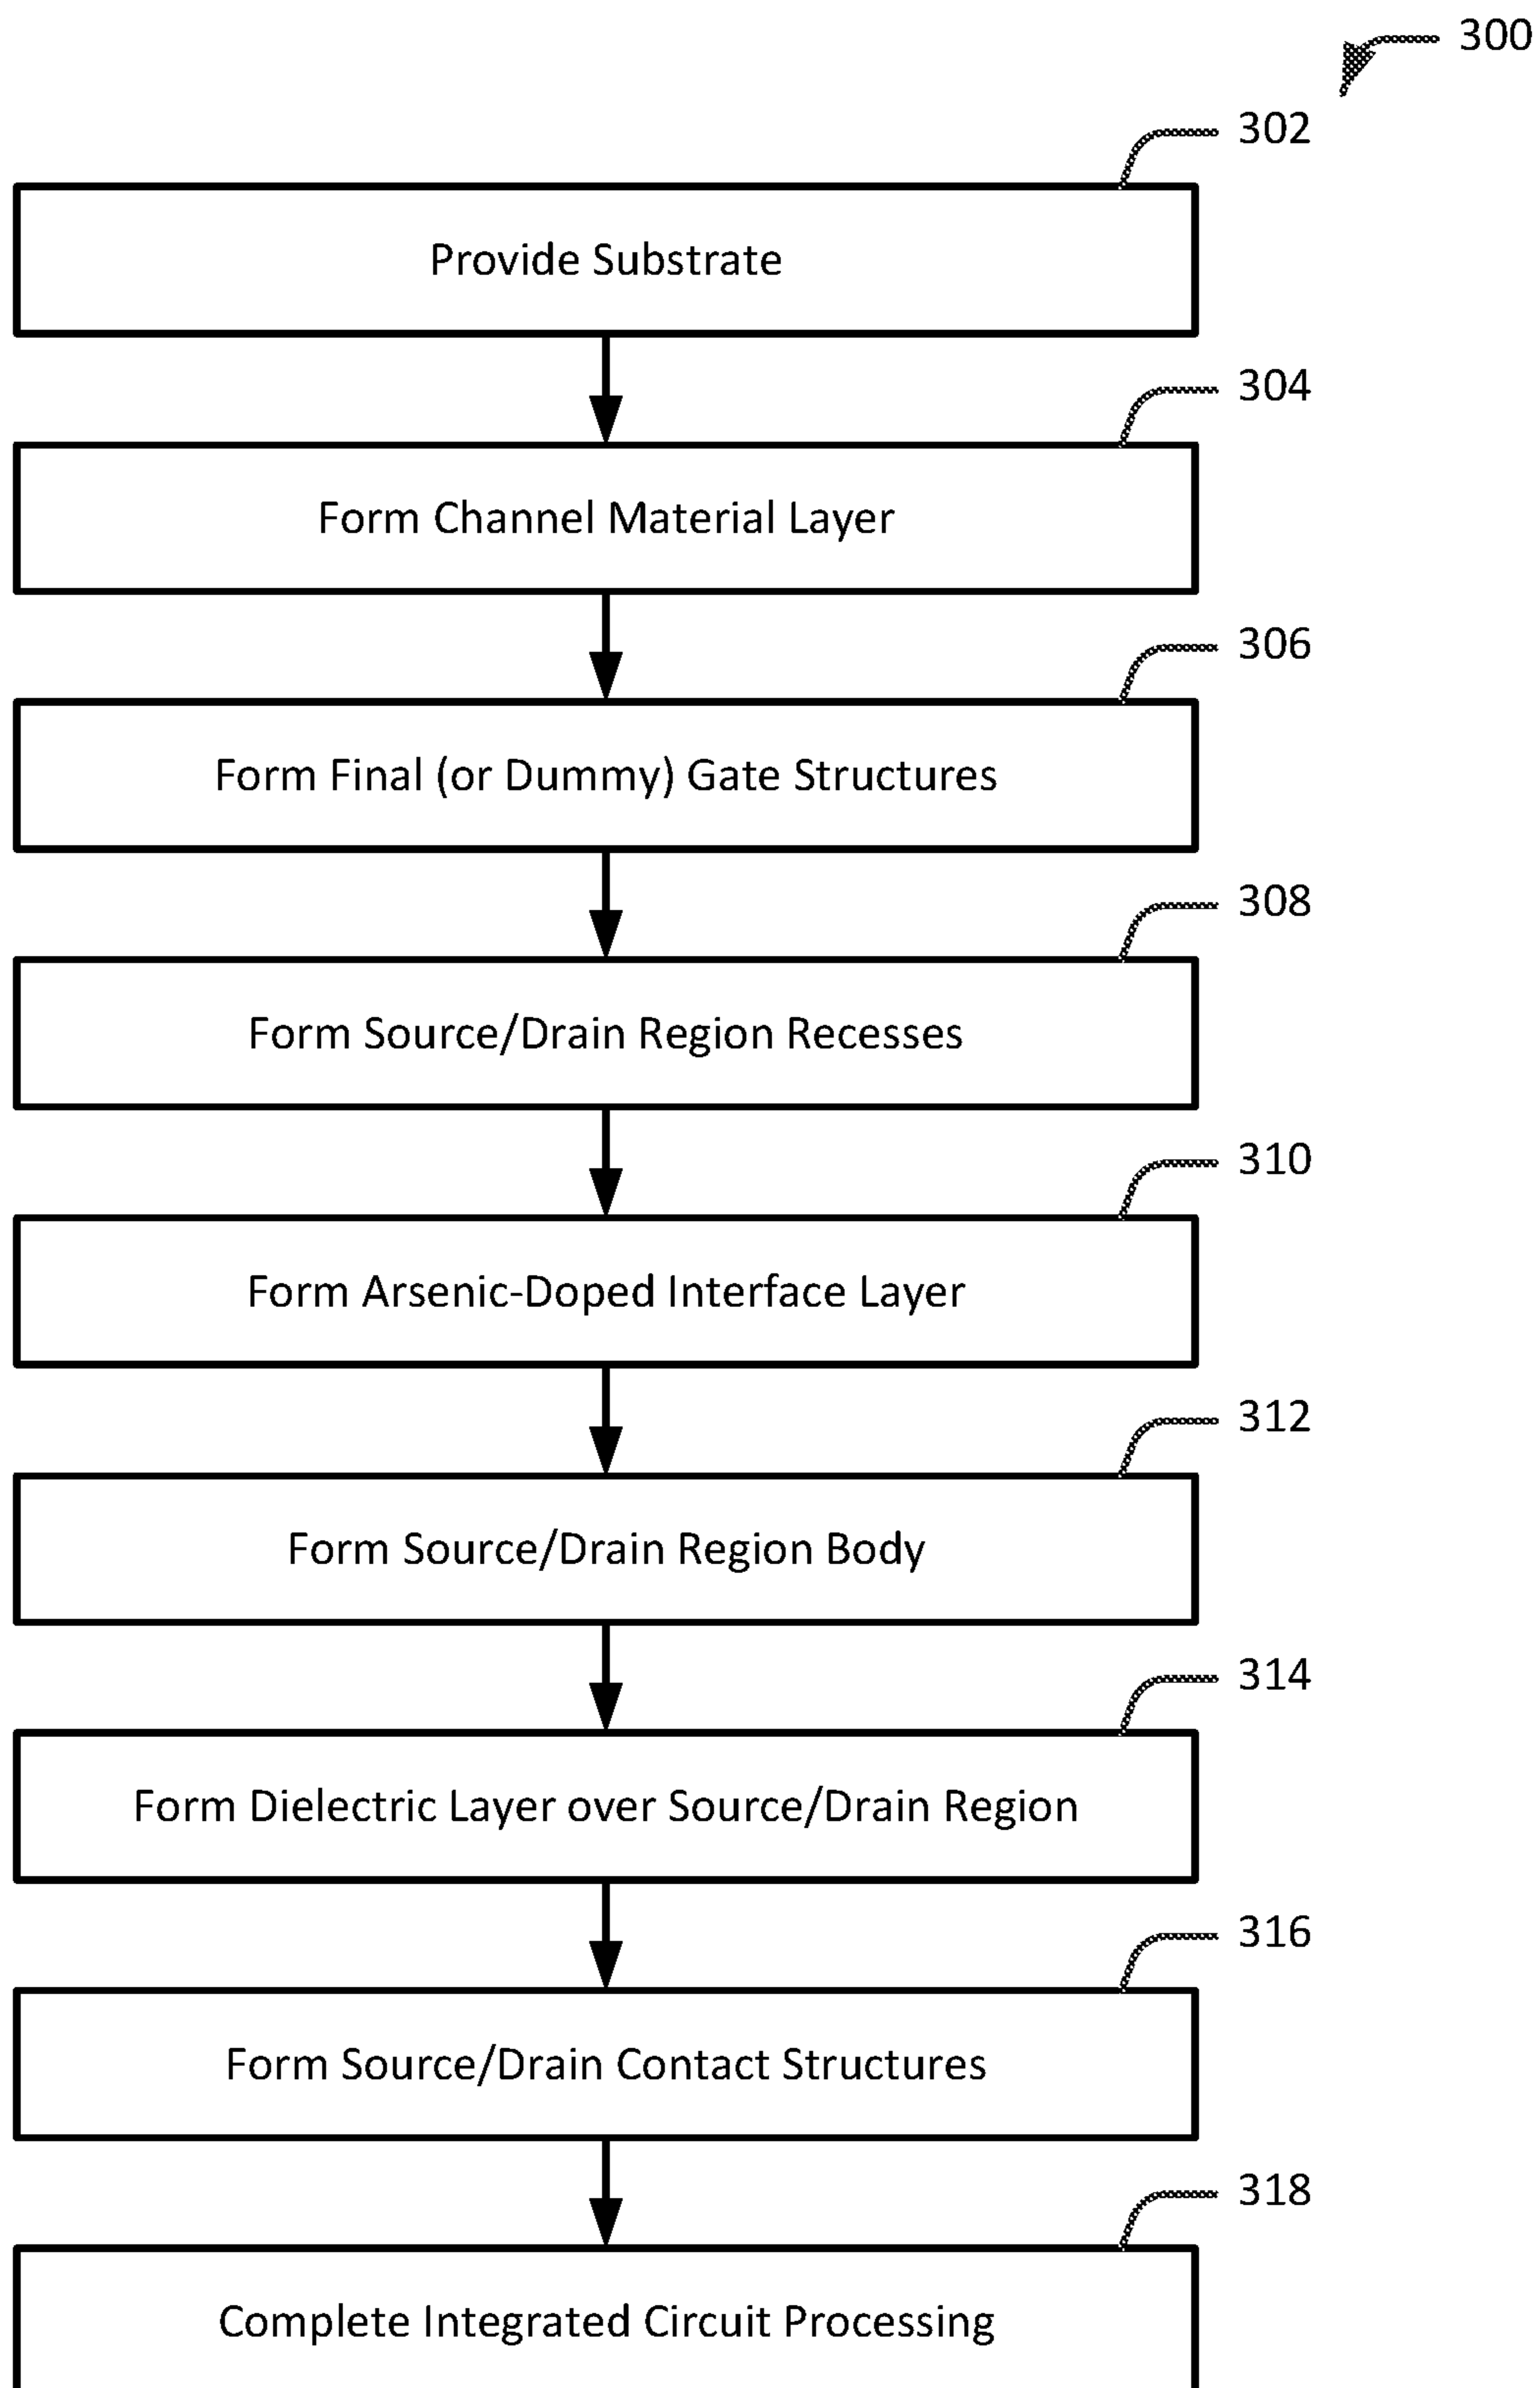 300
302
Provide Substrate
304
Form Channel Material Layer
306
Form Final (or Dummy) Gate Structures
308
Form Source/Drain Region Recesses
310
Form Arsenic-Doped Interface Layer
312
Form Source/Drain Region Body
314
Form Dielectric Layer over Source/Drain Region
316
Form Source/Drain Contact Structures
318
Complete Integrated Circuit Processing